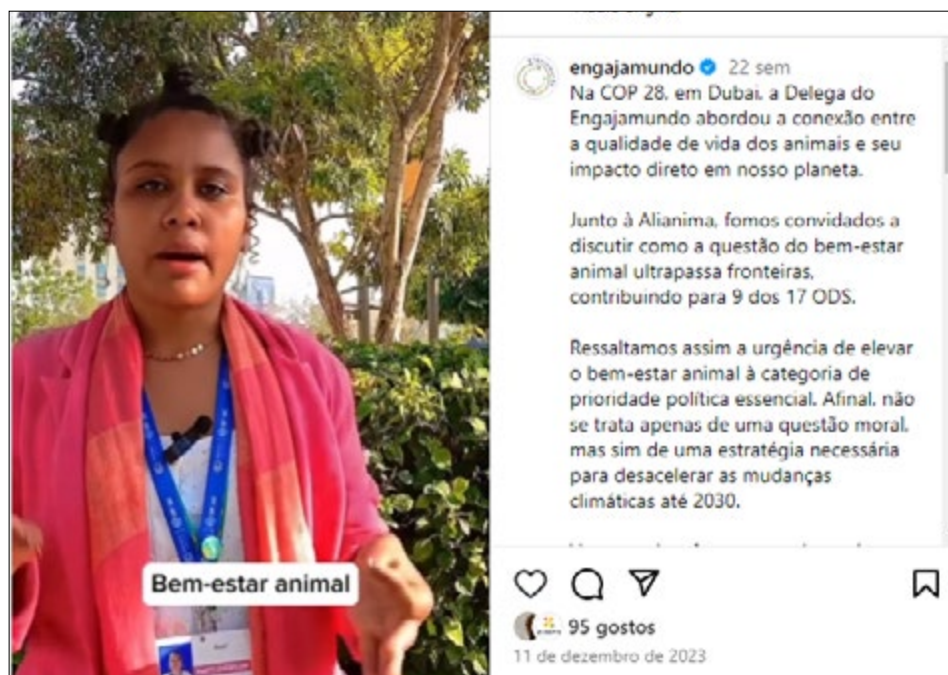 engajamundo 22 sem
Na COP 28, em Dubai, a Delega do
Engajamundo abordou a conexão entre
a qualidade de vida dos animais e seu
impacto direto em nosso planeta.
Junto à Alianima, fomos convidados a
discutir como a questão do bem-estar
animal ultrapassa fronteiras,
contribuindo para 9 dos 17 ODS.
Ressaltamos assim a urgência de elevar
o bem-estar animal à categoria de
prioridade política essencial. Afinal, não
se trata apenas de uma questão moral,
mas sim de uma estratégia necessária
para desacelerar as mudanças
climáticas até 2030.
Bem-estar animal
95 gostos
11 de dezembro de 2023